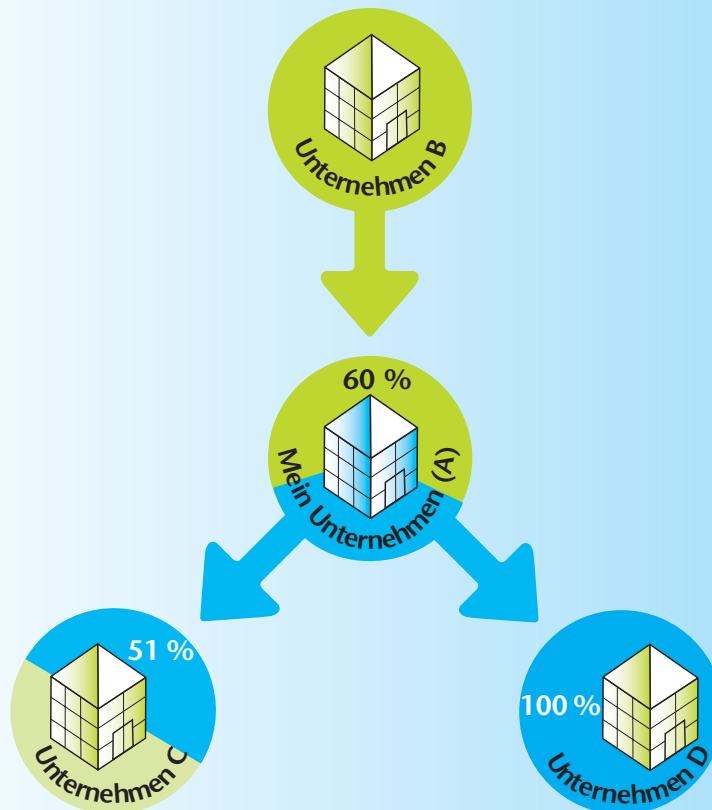 Unternehmen B
60 %
Mein Unternehmen (A)
51 %
Unternehmen C
100 %
Unternehmen D